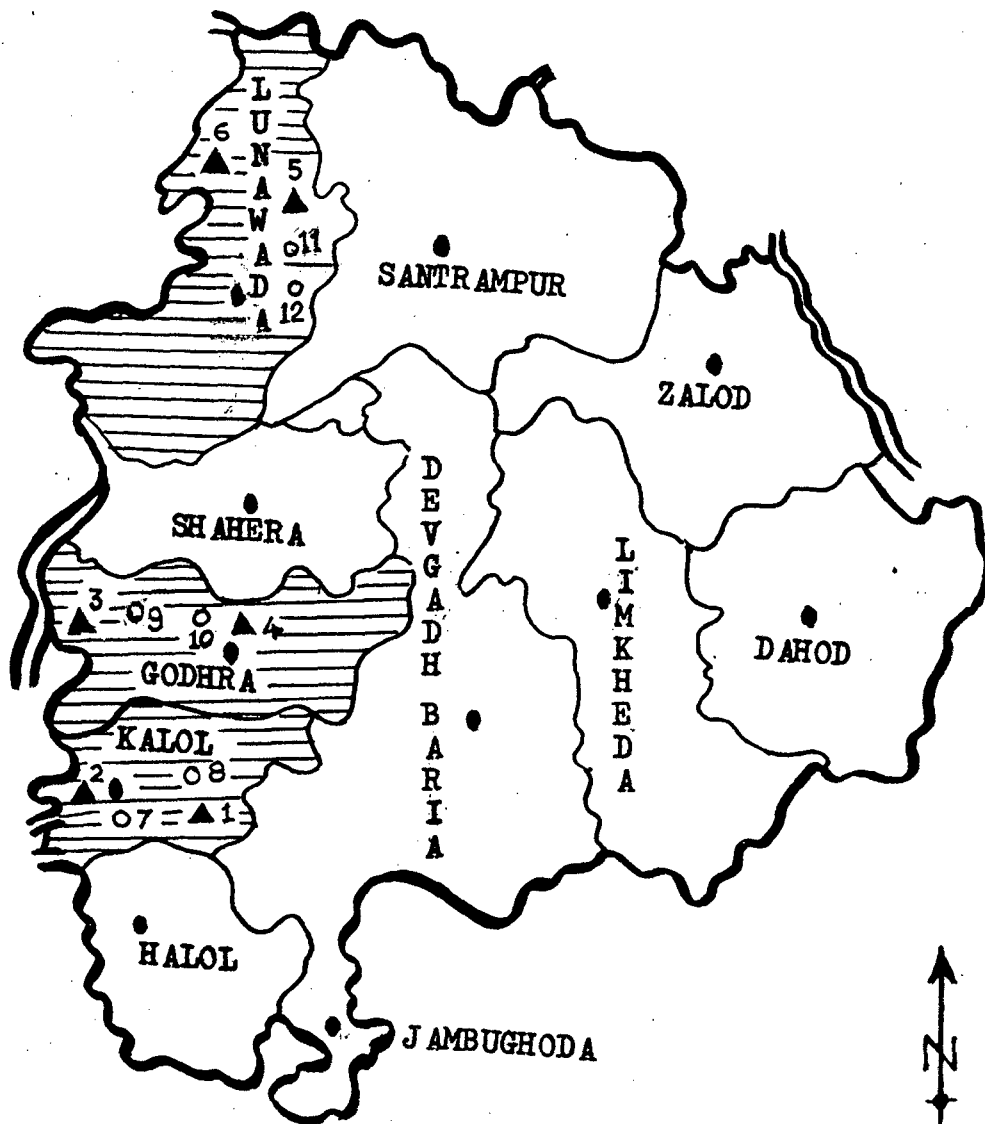 LUNAWADA
6
5
11
12
SANTRAMPUR
ZALOD
DEVGADH BARIA
SHAHERA
LIMKHEDA
3
9
10
4
GODHRA
DAHOD
KALOL
2
8
7
1
HALOL
JAMBUGHODA
N